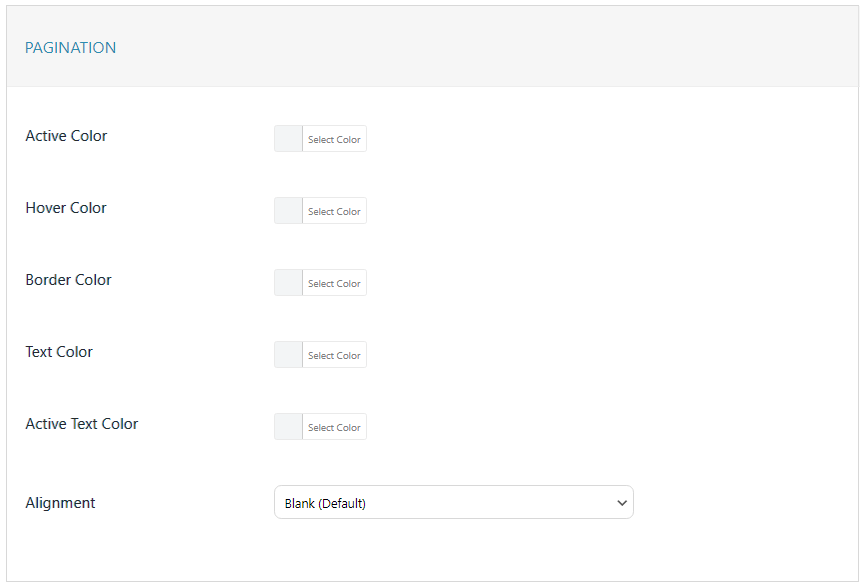 PAGINATION
Active Color
Select Color
Hover Color
Select Color
Border Color
Select Color
Text Color
Select Color
Active Text Color
Select Color
Alignment
Blank (Default)